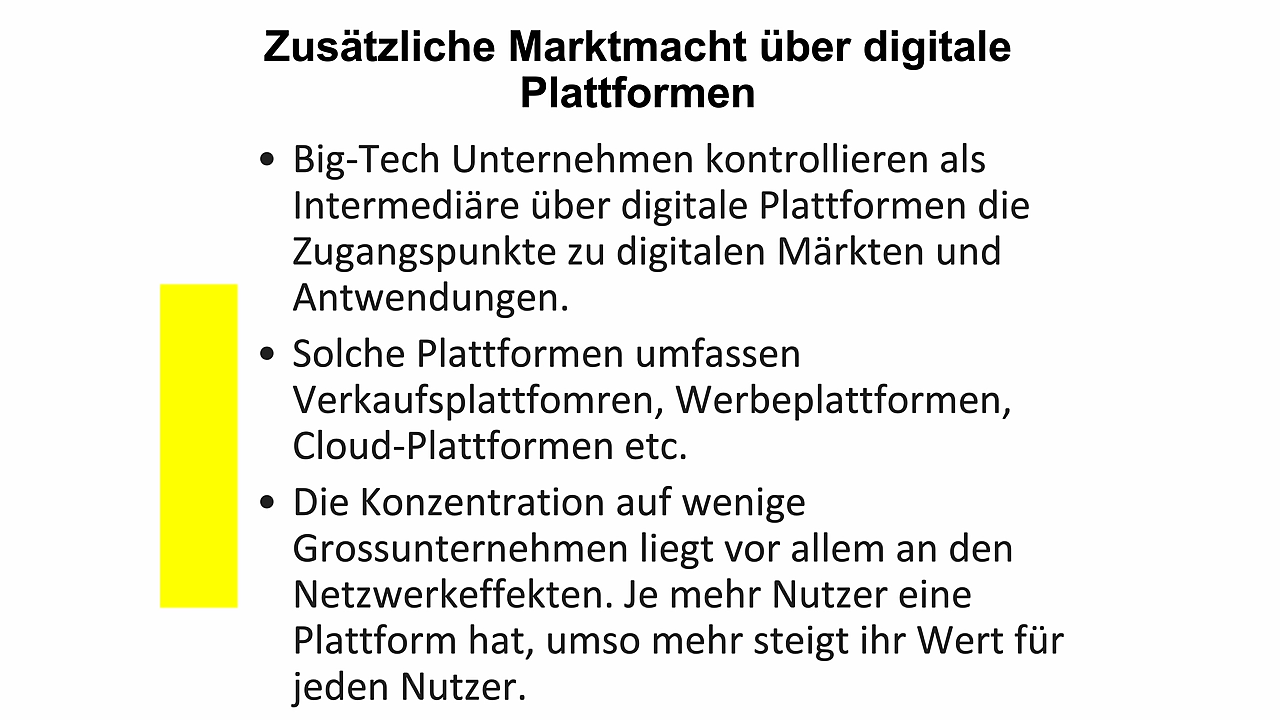 Zusätzliche Marktmacht über digitale
Plattformen
• Big-Tech Unternehmen kontrollieren als
Intermediäre über digitale Plattformen die
Zugangspunkte zu digitalen Märkten und
Antwendungen.
• Solche Plattformen umfassen
Verkaufsplattfomren, Werbeplattformen,
Cloud-Plattformen etc.
• Die Konzentration auf wenige
Grossunternehmen liegt vor allem an den
Netzwerkeffekten. Je mehr Nutzer eine
Plattform hat, umso mehr steigt ihr Wert für
jeden Nutzer.